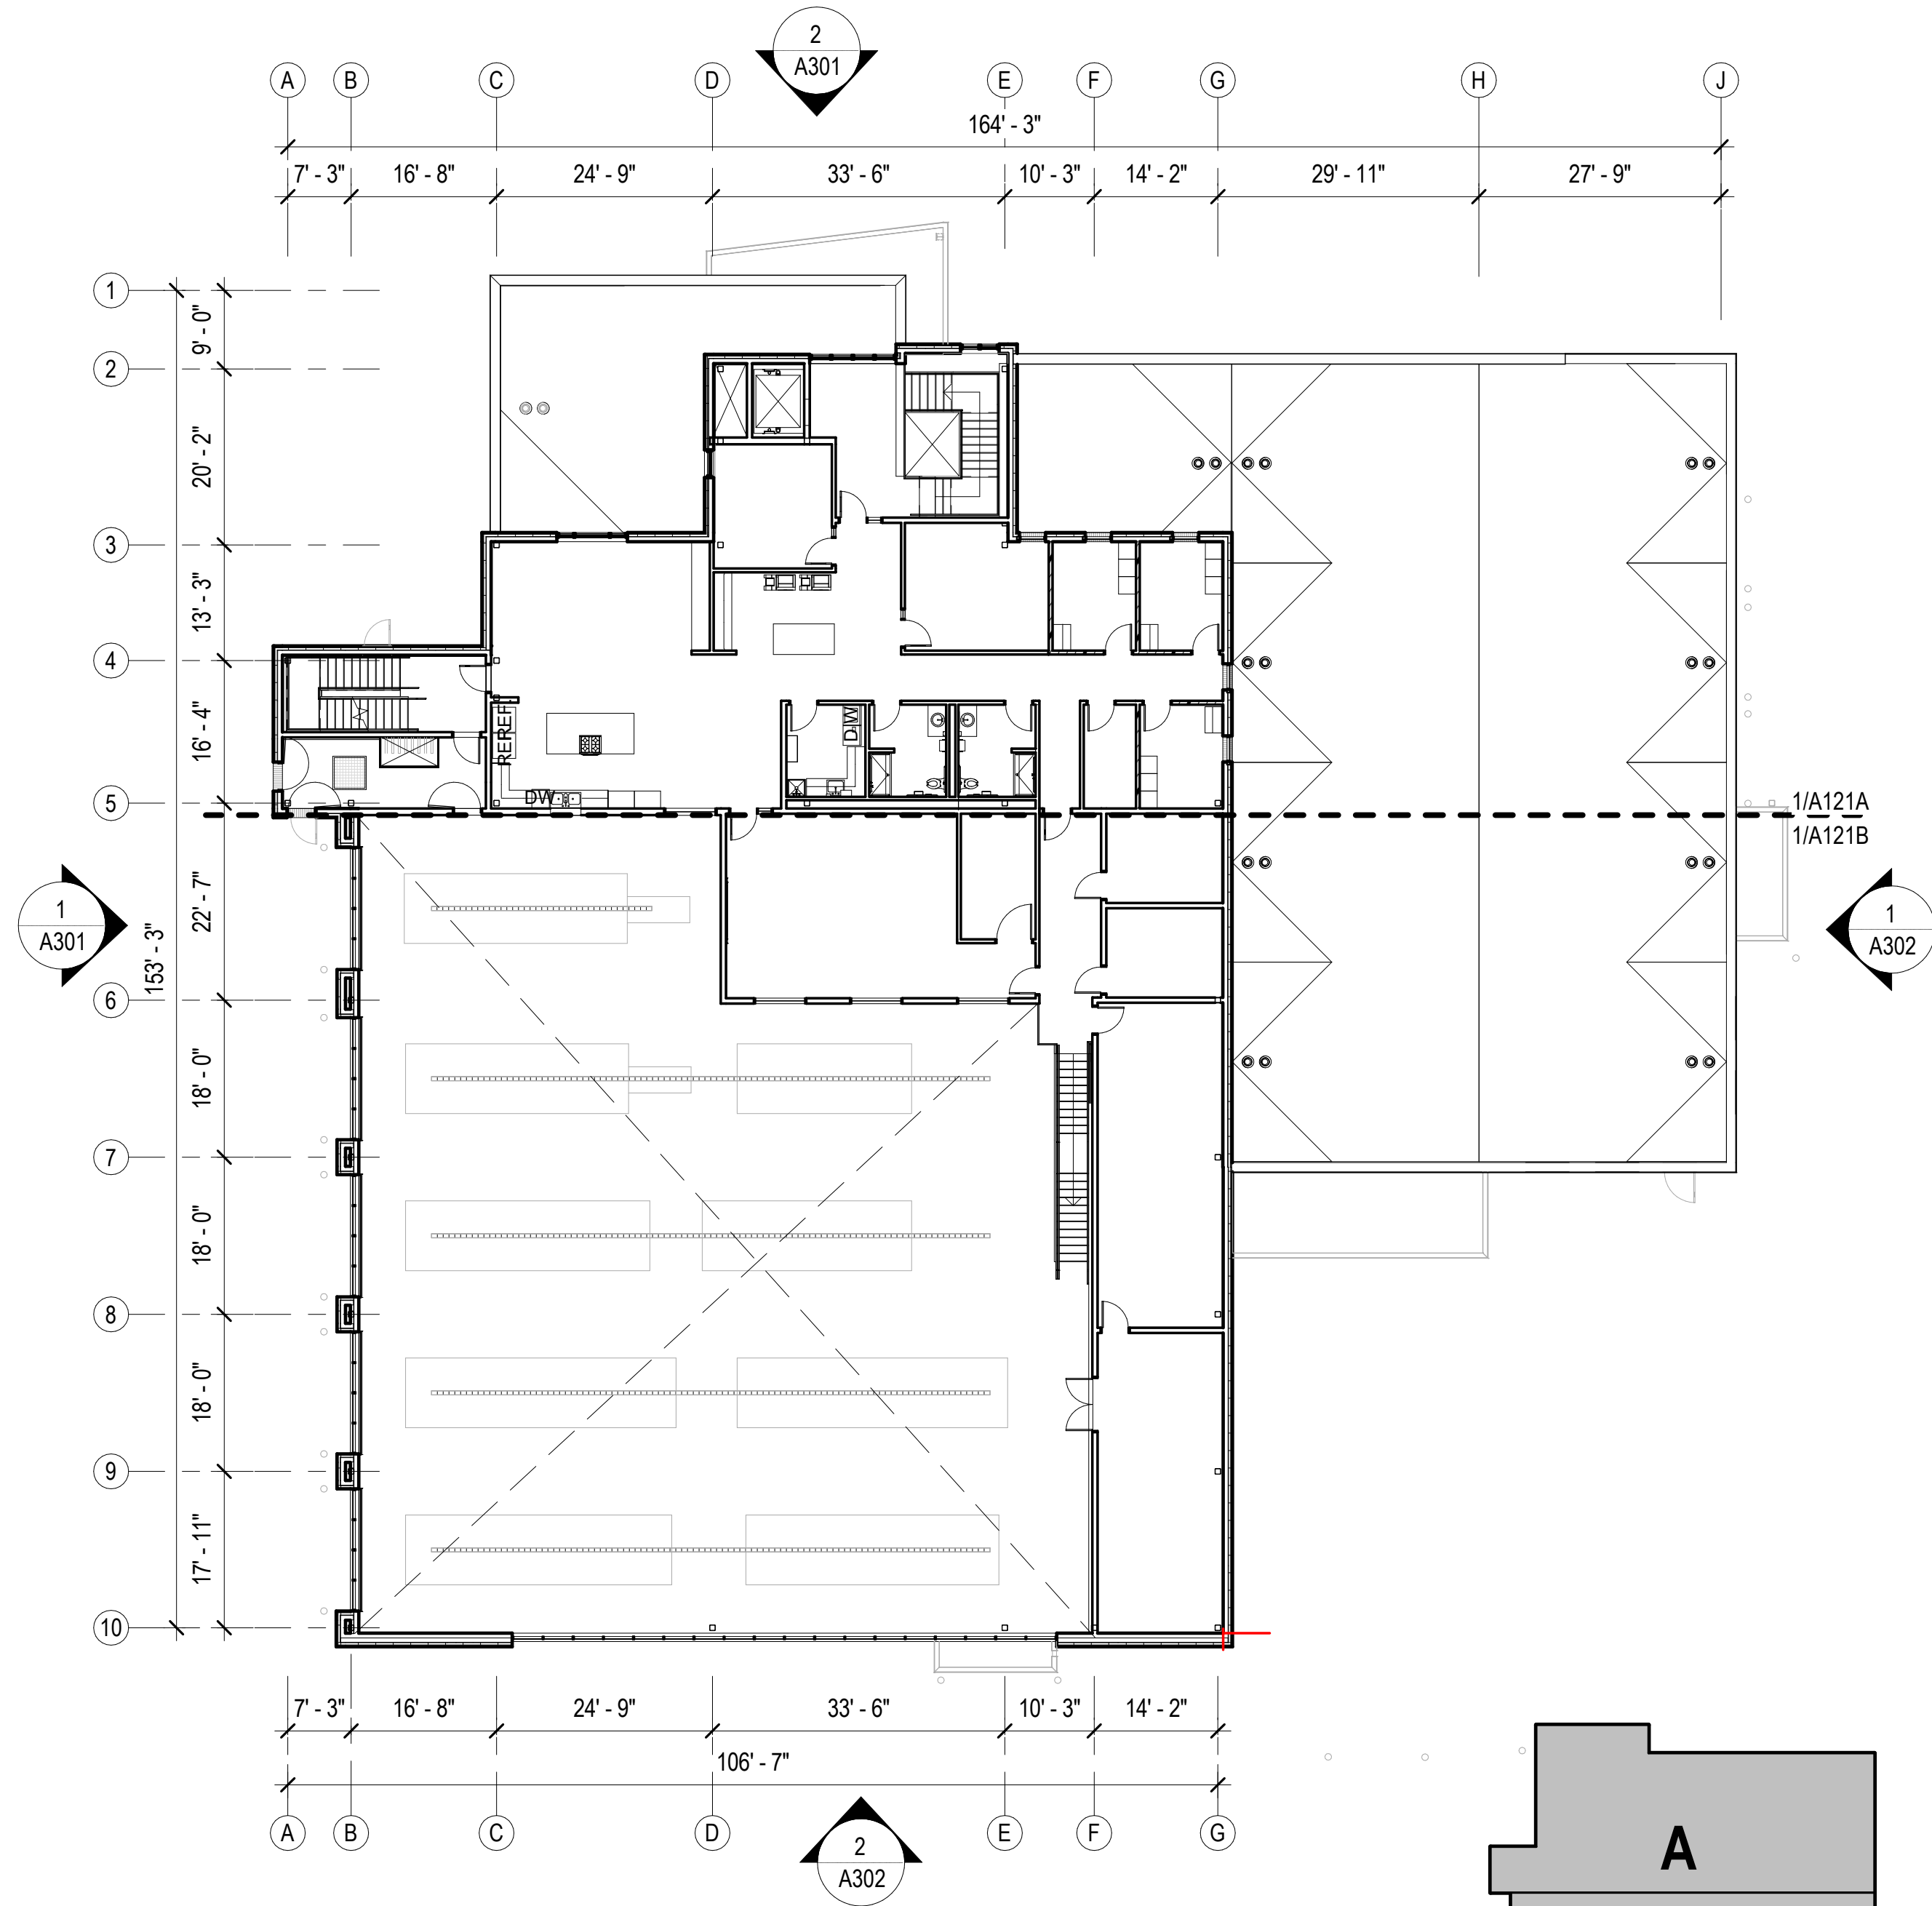 2
A301
A B C D E F G H J
164' - 3"
7' - 3" 16' - 8" 24' - 9" 33' - 6" 10' - 3" 14' - 2" 29' - 11" 27' - 9"
1
9' - 0"
2
20' - 2"
3
13' - 3"
4
16' - 4"
REF
REF
DW
D/W
5
1/A121A
1/A121B
22' - 7"
1
A301
153' - 3"
1
A302
6
18' - 0"
7
18' - 0"
8
18' - 0"
9
17' - 11"
10
7' - 3" 16' - 8" 24' - 9" 33' - 6" 10' - 3" 14' - 2"
106' - 7"
A B C D E F G
2
A302
A